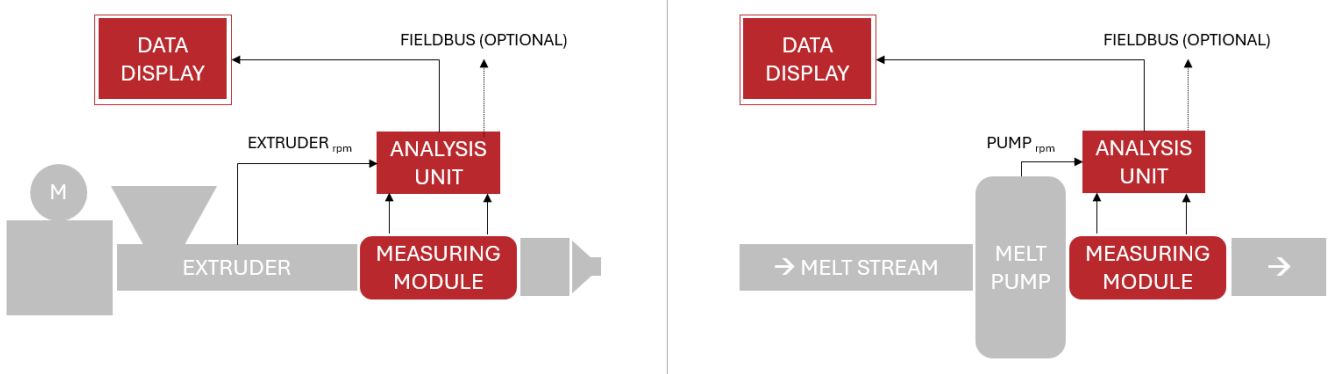 DATA
DISPLAY
FIELDBUS (OPTIONAL)
EXTRUDER rpm
ANALYSIS
UNIT
M
EXTRUDER
MEASURING
MODULE
DATA
DISPLAY
FIELDBUS (OPTIONAL)
PUMP rpm
ANALYSIS
UNIT
→ MELT STREAM
MELT
PUMP
MEASURING
MODULE
→